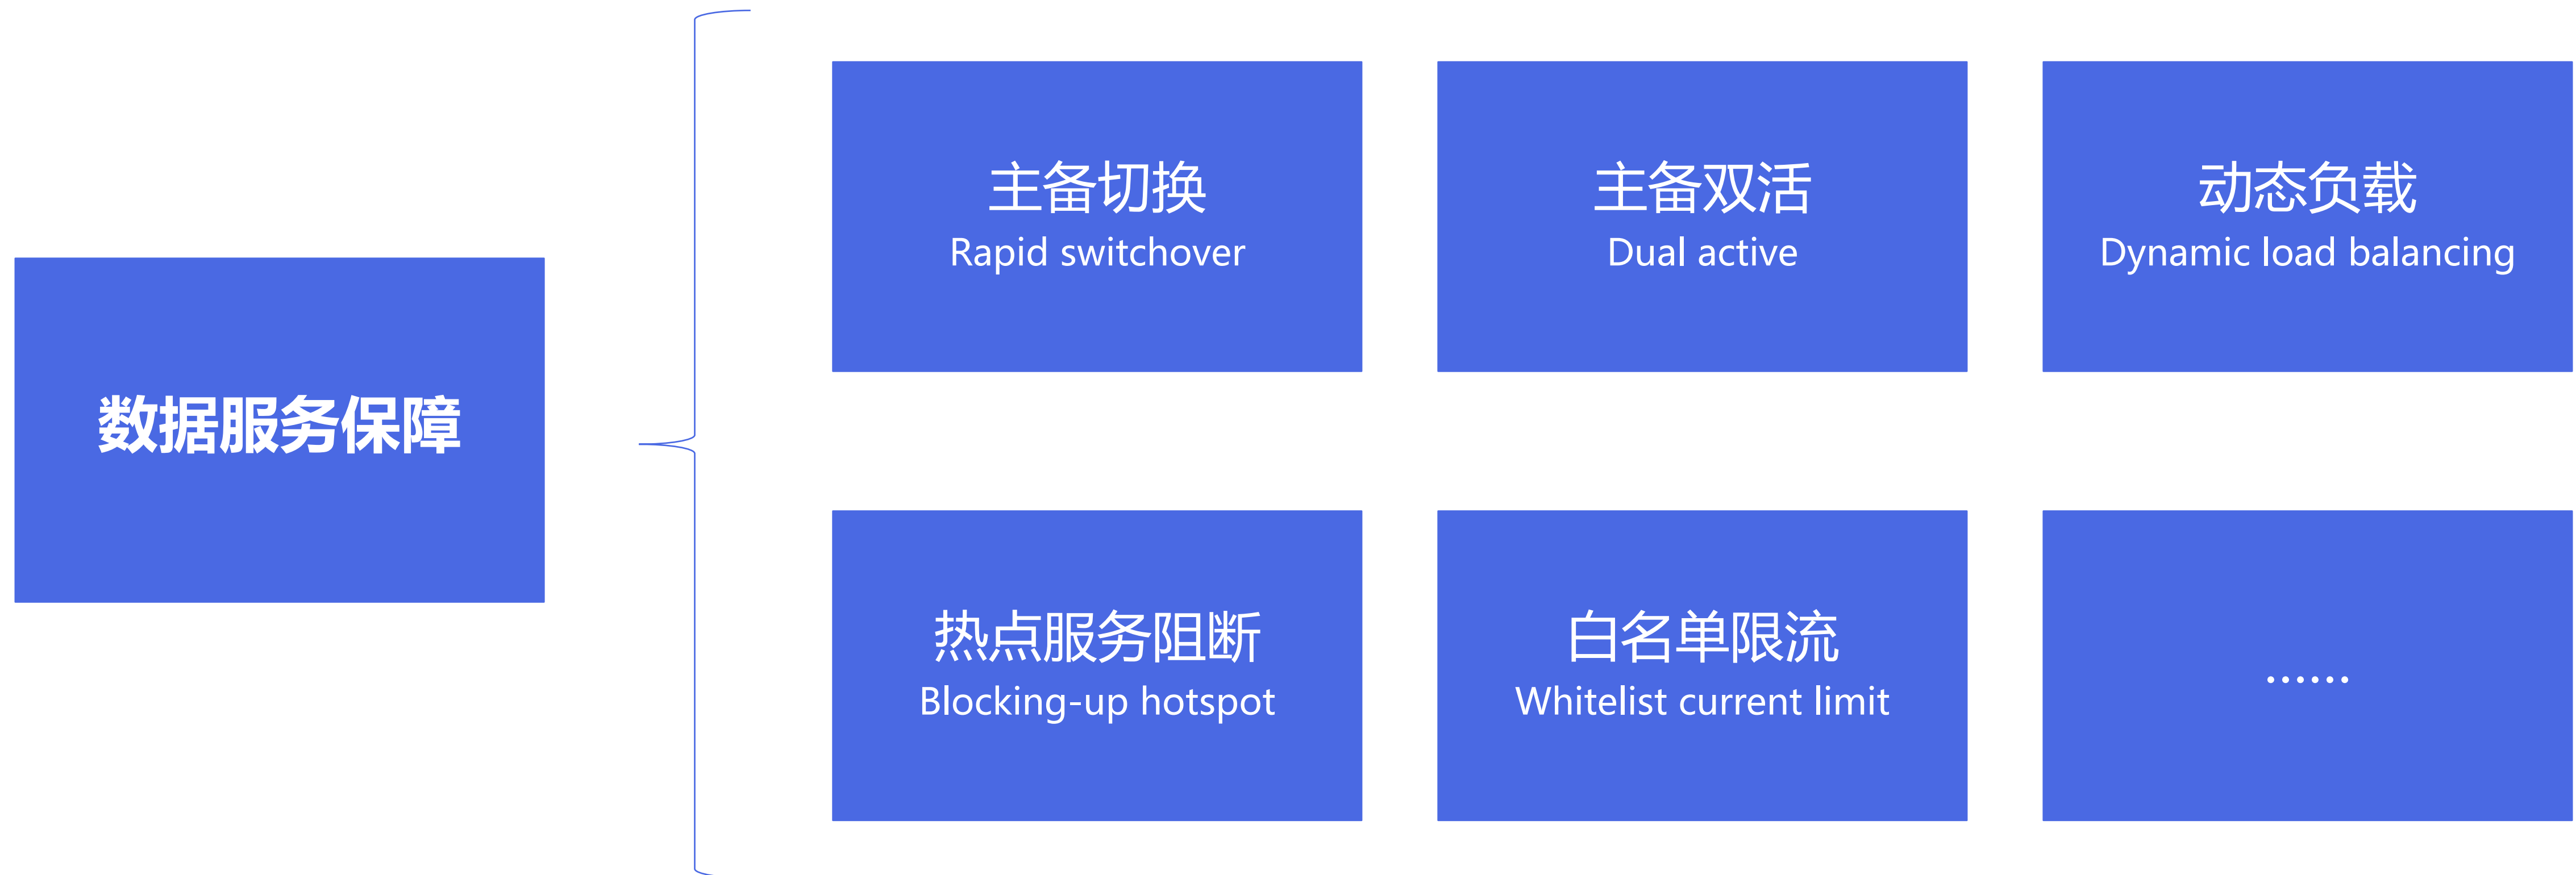 数据服务保障
主备切换
Rapid switchover
主备双活
Dual active
动态负载
Dynamic load balancing
热点服务阻断
Blocking-up hotspot
白名单限流
Whitelist current limit
……